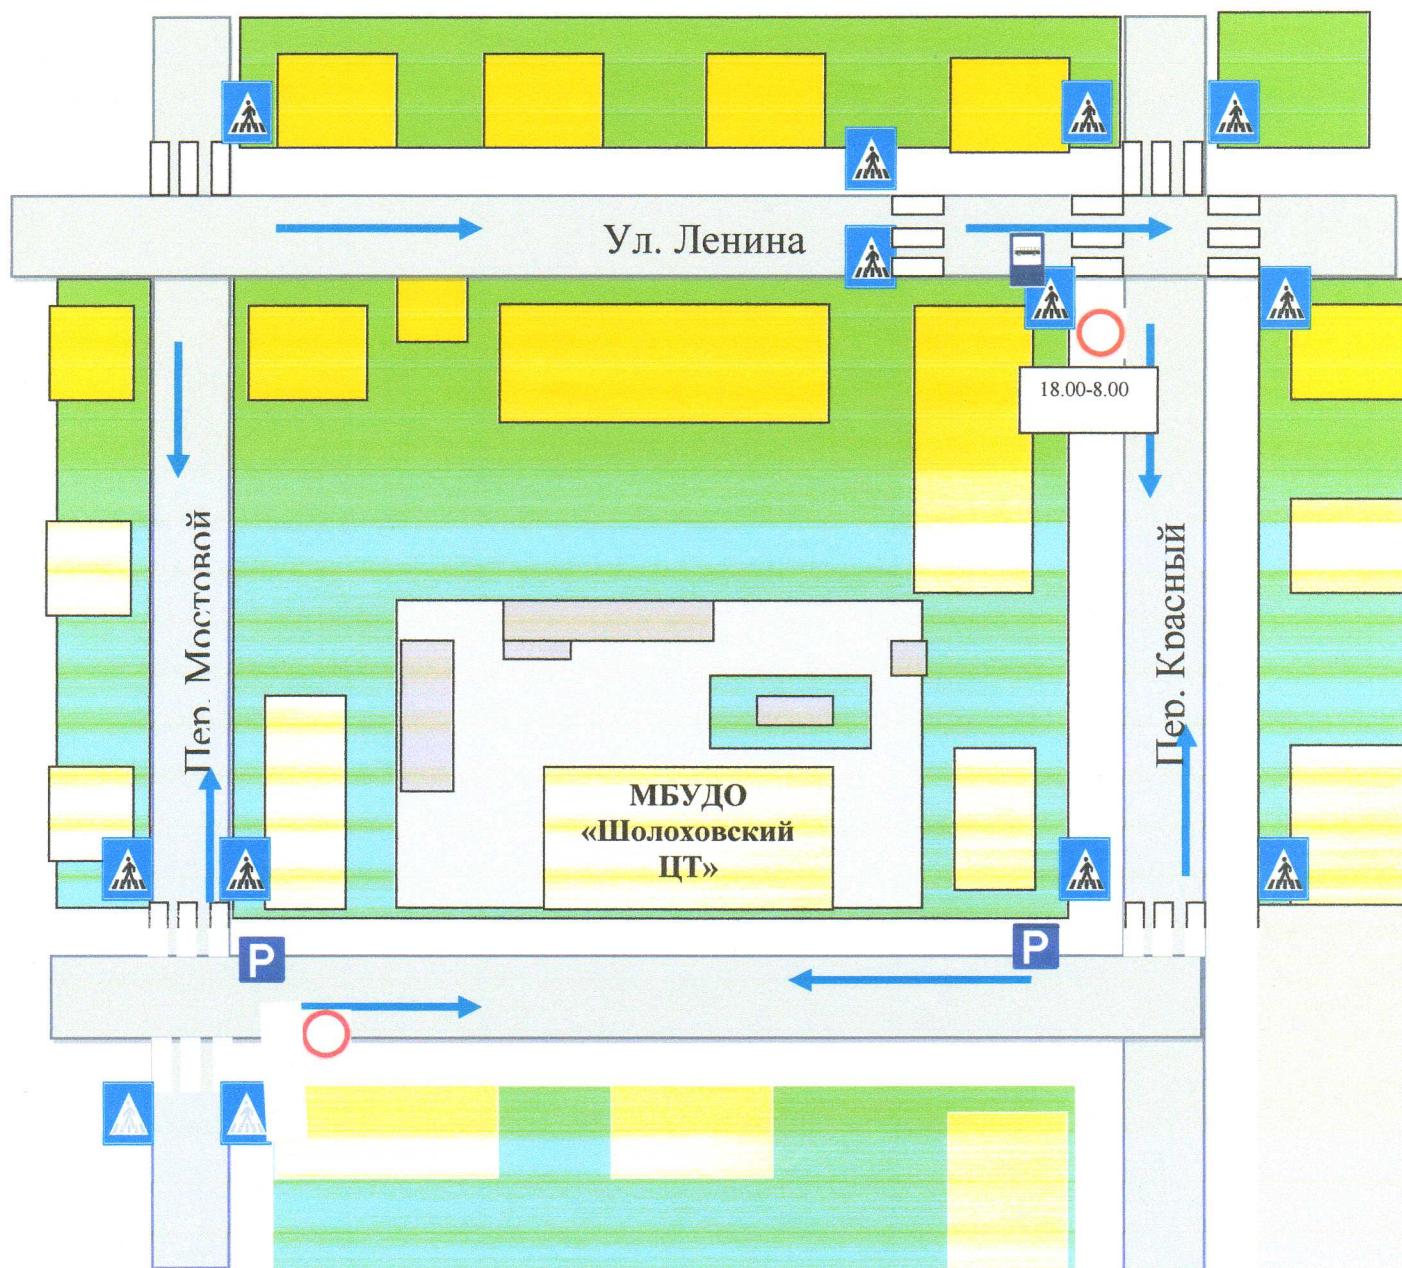 Ул. Ленина
18.00-8.00
Пер. Мостовой
Пер. Красный
МБУДО
«Шолоховский
ЦТ»
P
P